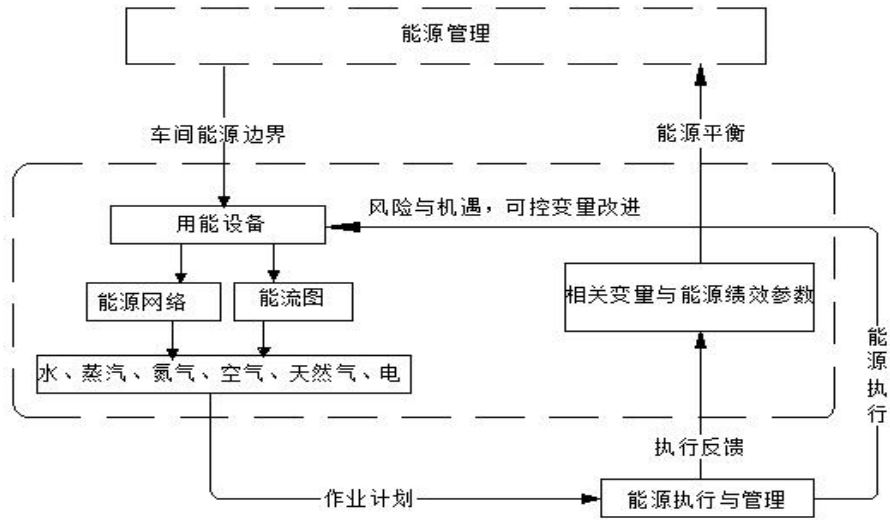 能源管理
车间能源边界
能源平衡
风险与机遇，可控变量改进
用能设备
能源网络
能流图
相关变量与能源绩效参数
水、蒸汽、氮气、空气、天然气、电
能源执行
执行反馈
作业计划
能源执行与管理